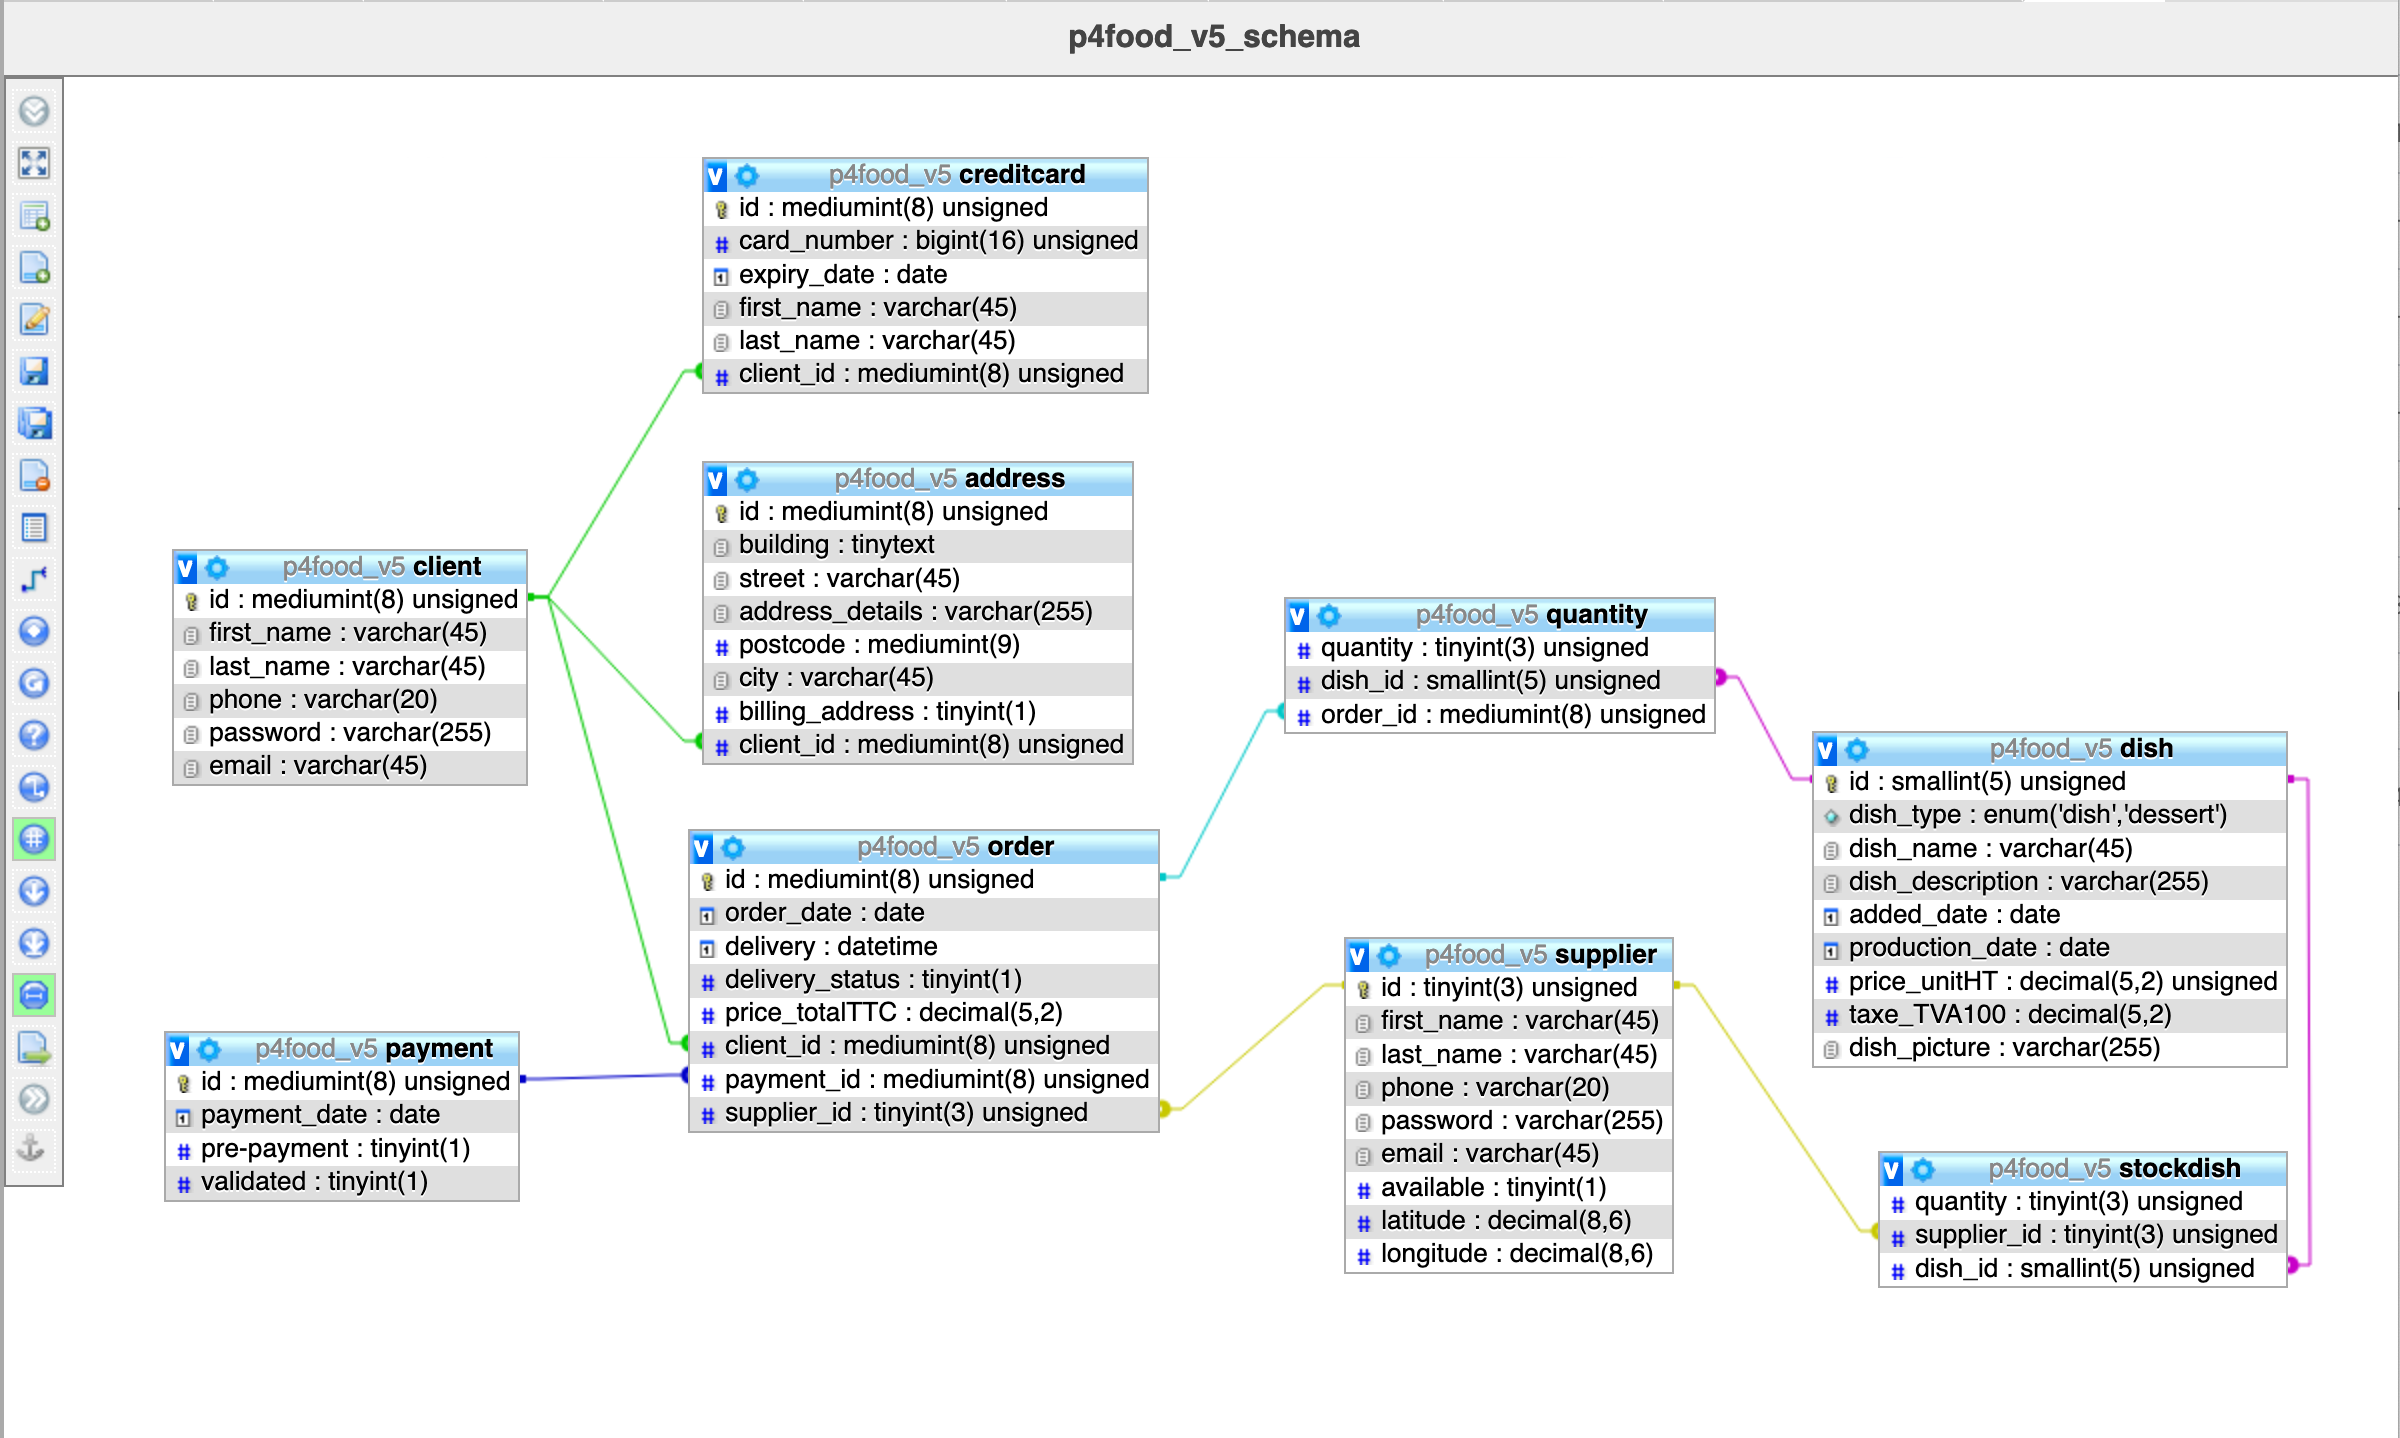 p4food_v5_schema
p4food_v5 creditcard
id : mediumint(8) unsigned
card_number : bigint(16) unsigned
expiry_date : date
first_name : varchar(45)
last_name : varchar(45)
client_id : mediumint(8) unsigned
p4food_v5 address
id : mediumint(8) unsigned
building : tinytext
street : varchar(45)
address_details : varchar(255)
postcode : mediumint(9)
city : varchar(45)
billing_address : tinyint(1)
client_id : mediumint(8) unsigned
p4food_v5 client
id : mediumint(8) unsigned
first_name : varchar(45)
last_name : varchar(45)
phone : varchar(20)
password : varchar(255)
email : varchar(45)
p4food_v5 quantity
quantity : tinyint(3) unsigned
dish_id : smallint(5) unsigned
order_id : mediumint(8) unsigned
p4food_v5 dish
id : smallint(5) unsigned
dish_type : enum('dish','dessert')
dish_name : varchar(45)
dish_description : varchar(255)
added_date : date
production_date : date
price_unitHT : decimal(5,2) unsigned
taxe_TVA100 : decimal(5,2)
dish_picture : varchar(255)
p4food_v5 order
id : mediumint(8) unsigned
order_date : date
delivery : datetime
delivery_status : tinyint(1)
price_totalTTC : decimal(5,2)
client_id : mediumint(8) unsigned
payment_id : mediumint(8) unsigned
supplier_id : tinyint(3) unsigned
p4food_v5 supplier
id : tinyint(3) unsigned
first_name : varchar(45)
last_name : varchar(45)
phone : varchar(20)
password : varchar(255)
email : varchar(45)
available : tinyint(1)
latitude : decimal(8,6)
longitude : decimal(8,6)
p4food_v5 payment
id : mediumint(8) unsigned
payment_date : date
pre-payment : tinyint(1)
validated : tinyint(1)
p4food_v5 stockdish
quantity : tinyint(3) unsigned
supplier_id : tinyint(3) unsigned
dish_id : smallint(5) unsigned